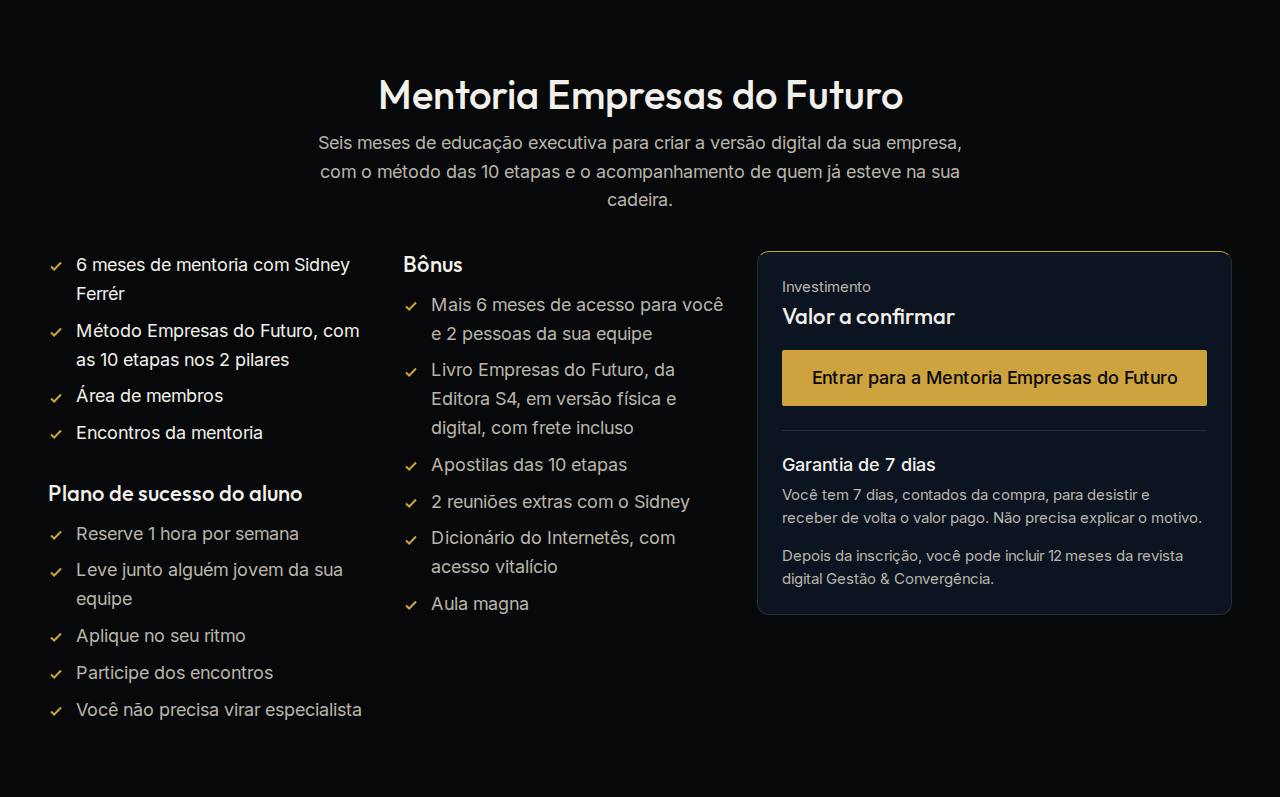 Mentoria Empresas do Futuro
Seis meses de educação executiva para criar a versão digital da sua empresa,
com o método das 10 etapas e o acompanhamento de quem já esteve na sua
cadeira.
6 meses de mentoria com Sidney
Ferrér
Método Empresas do Futuro, com
as 10 etapas nos 2 pilares
Área de membros
Encontros da mentoria
Plano de sucesso do aluno
Reserve 1 hora por semana
Leve junto alguém jovem da sua
equipe
Aplique no seu ritmo
Participe dos encontros
Você não precisa virar especialista
Bônus
Mais 6 meses de acesso para você
e 2 pessoas da sua equipe
Livro Empresas do Futuro, da
Editora S4, em versão física e
digital, com frete incluso
Apostilas das 10 etapas
2 reuniões extras com o Sidney
Dicionário do Internetês, com
acesso vitalício
Aula magna
Investimento
Valor a confirmar
Entrar para a Mentoria Empresas do Futuro
Garantia de 7 dias
Você tem 7 dias, contados da compra, para desistir e
receber de volta o valor pago. Não precisa explicar o motivo.
Depois da inscrição, você pode incluir 12 meses da revista
digital Gestão & Convergência.